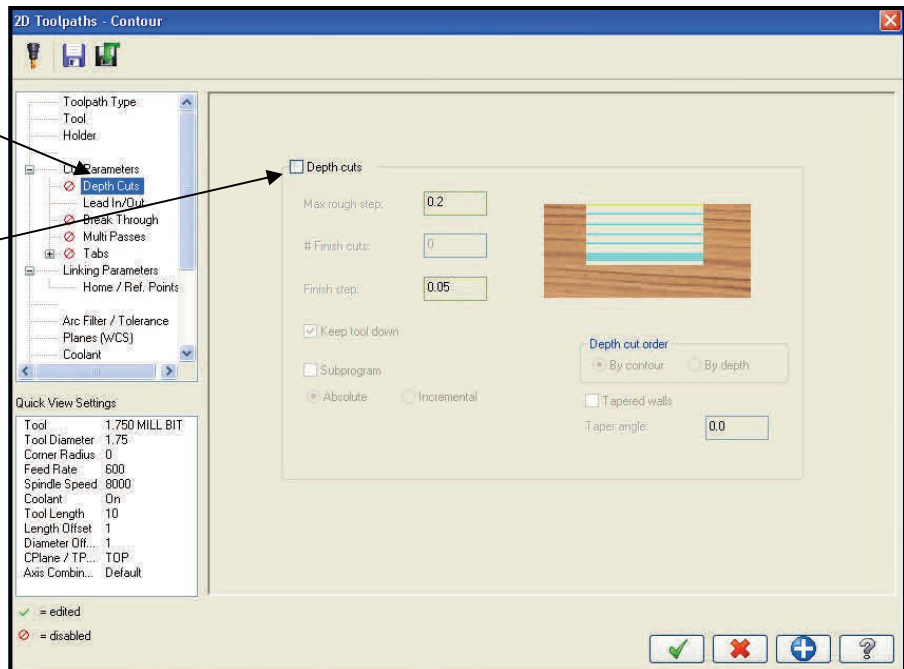 2D Toolpaths - Contour
Toolpath Type
Tool
Holder
Parameters
Depth Cuts
Lead In/Out
Break Through
Multi Passes
Tabs
Linking Parameters
Home / Ref. Points
Arc Filter / Tolerance
Planes (WCS)
Coolant
Quick View Settings
Tool 1.750 MILL BIT
Tool Diameter 1.75
Corner Radius 0
Feed Rate 600
Spindle Speed 8000
Coolant On
Tool Length 10
Length Offset 1
Diameter Off... 1
CPlane / TP... TOP
Axis Combin... Default
= edited
= disabled
Depth cuts
Max rough step: 0.2
# Finish cuts: 0
Finish step: 0.05
Keep tool down
Subprogram
Absolute Incremental
Depth cut order
By contour By depth
Tapered walls
Taper angle: 0.0